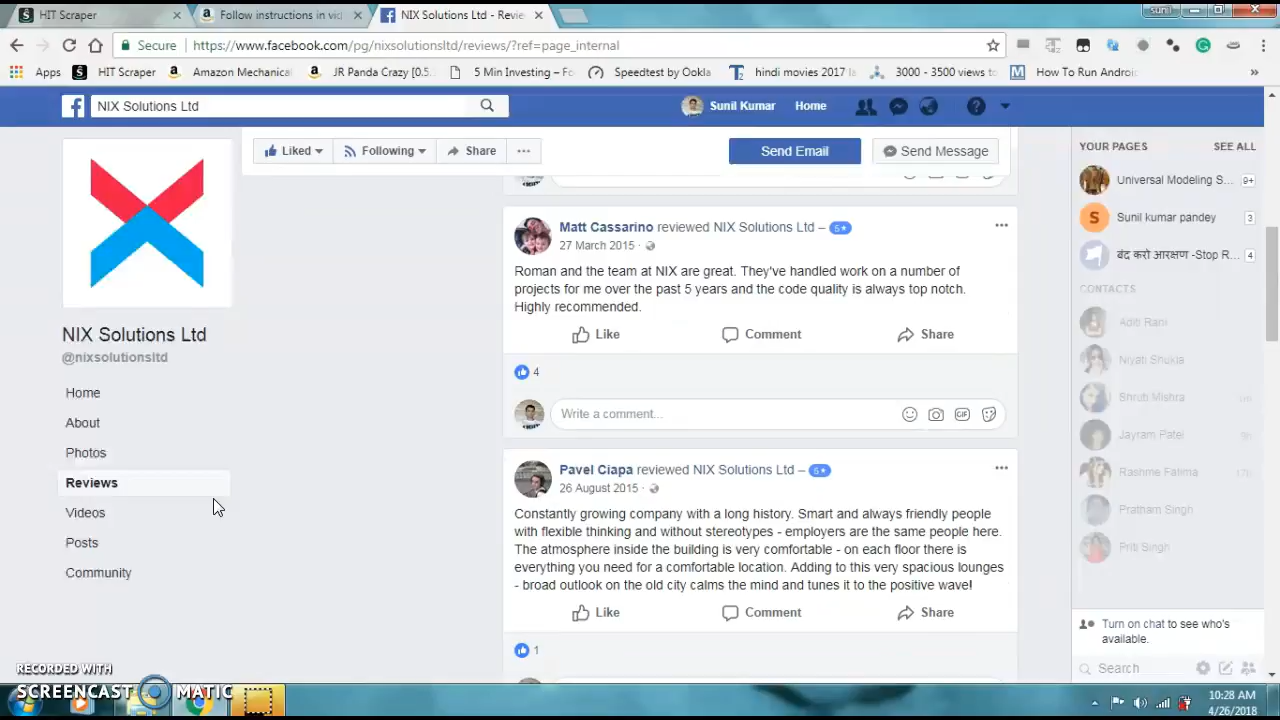 HIT Scraper
Follow instructions in vid
NIX Solutions Ltd - Revie
sunil
Secure
https://www.facebook.com/pg/nixsolutionsltd/reviews/?ref=page_internal
Apps
HIT Scraper
Amazon Mechanical
JR Panda Crazy [0.5
5 Min Investing – Fo
Speedtest by Ookla
hindi movies 2017 l
3000 - 3500 views to
How To Run Androi
NIX Solutions Ltd
Sunil Kumar
Home
Liked
Following
Share
Send Email
Send Message
YOUR PAGES
SEE ALL
Universal Modeling S...
9+
Sunil kumar pandey
3
बंद करो आरक्षण -Stop R...
4
CONTACTS
Aditi Rani
Niyati Shukla
Shrub Mishra
Jayram Patel
Rashme Fatima
Pratham Singh
Priti Singh
Turn on chat to see who's
available.
Search
NIX Solutions Ltd
@nixsolutionsltd
Home
About
Photos
Reviews
Videos
Posts
Community
Matt Cassarino reviewed NIX Solutions Ltd – 5★
27 March 2015 ·
Roman and the team at NIX are great. They've handled work on a number of
projects for me over the past 5 years and the code quality is always top notch.
Highly recommended.
Like
Comment
Share
4
Write a comment...
GIF
Pavel Ciapa reviewed NIX Solutions Ltd – 5★
26 August 2015 ·
Constantly growing company with a long history. Smart and always friendly people
with flexible thinking and without stereotypes - employers are the same people here.
The atmosphere inside the building is very comfortable - on each floor there is
everything you need for a comfortable location. Adding to this very spacious lounges
- broad outlook on the old city calms the mind and tunes it to the positive wave!
Like
Comment
Share
1
RECORDED WITH
SCREENCAST MATIC
10:28 AM
4/26/2018